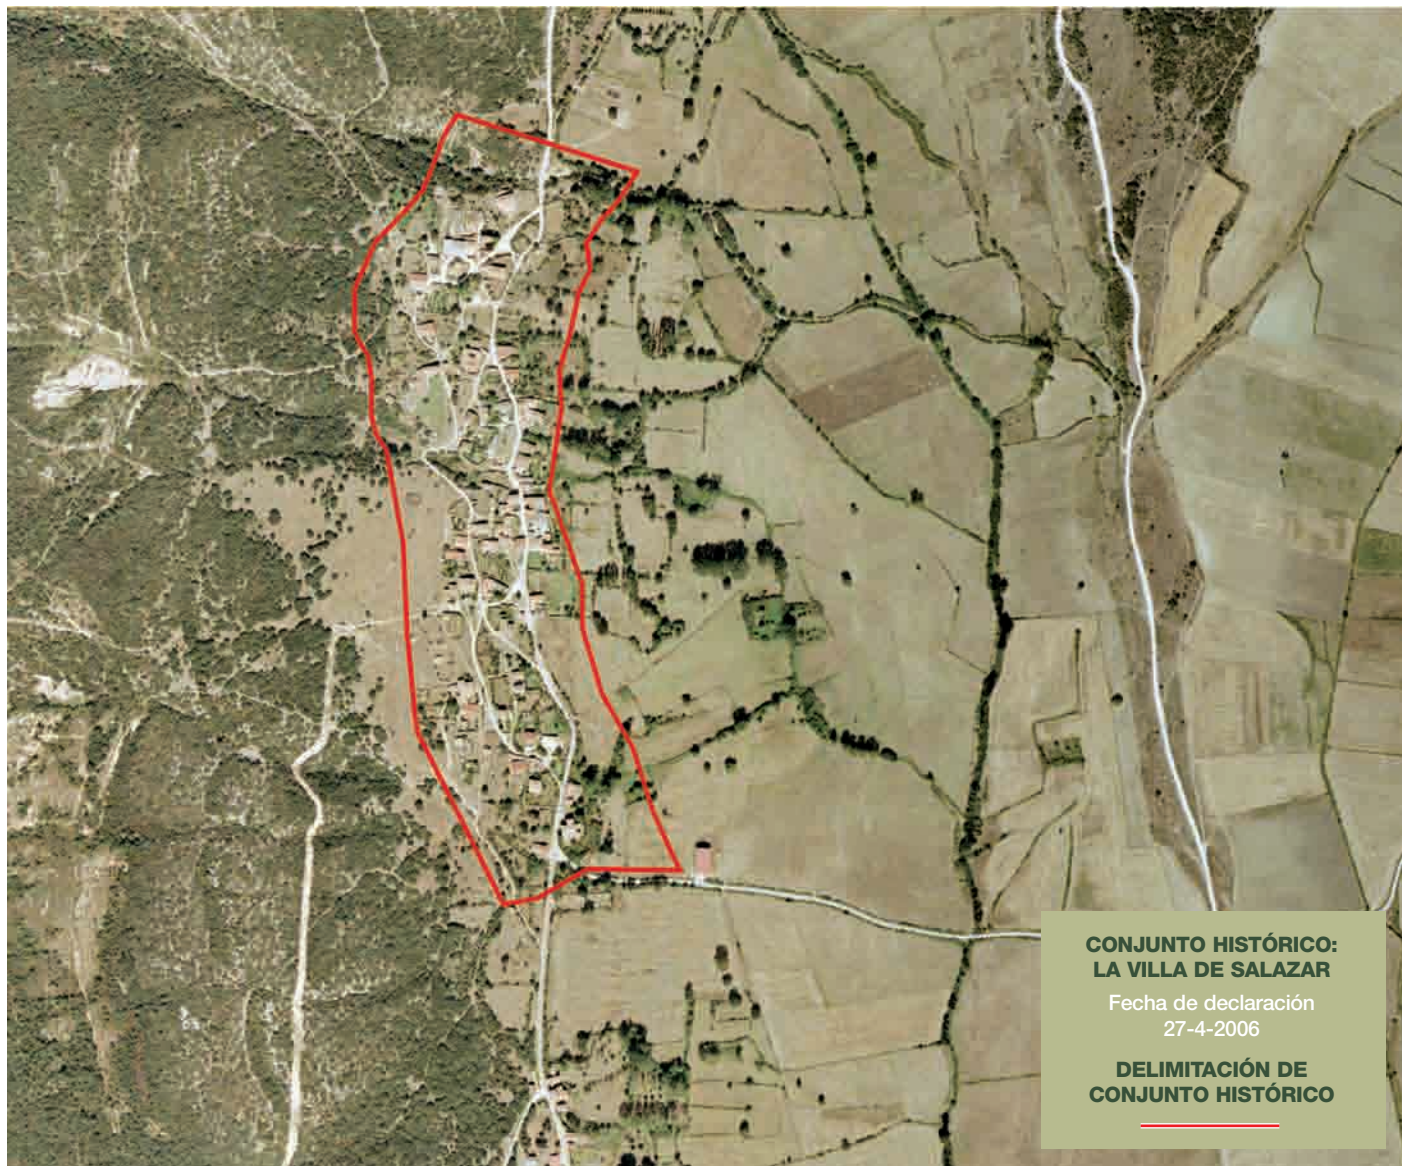 CONJUNTO HISTÓRICO:
LA VILLA DE SALAZAR
Fecha de declaración
27-4-2006
DELIMITACIÓN DE
CONJUNTO HISTÓRICO